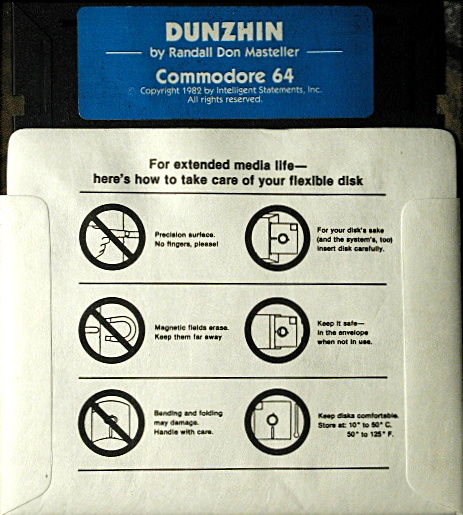 DUNZHIN
by Randall Don Masteller
Commodore 64
© Copyright 1982 by Intelligent Statements, Inc.
All rights reserved.
For extended media life—
here's how to take care of your flexible disk
Precision surface.
No fingers, please!
For your disk's sake
(and the system's, too)
insert disk carefully.
Magnetic fields erase.
Keep them far away
Keep it safe—
in the envelope
when not in use.
Bending and folding
may damage.
Handle with care.
Keep disks comfortable.
Store at: 10° to 50° C.
50° to 125° F.